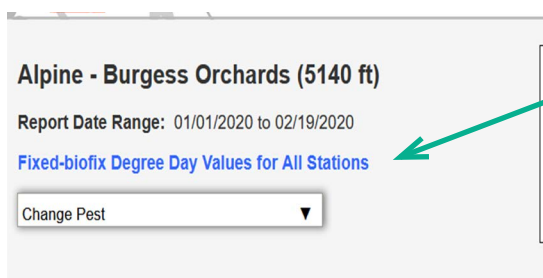 Alpine - Burgess Orchards (5140 ft)
Report Date Range: 01/01/2020 to 02/19/2020
Fixed-biofix Degree Day Values for All Stations
Change Pest